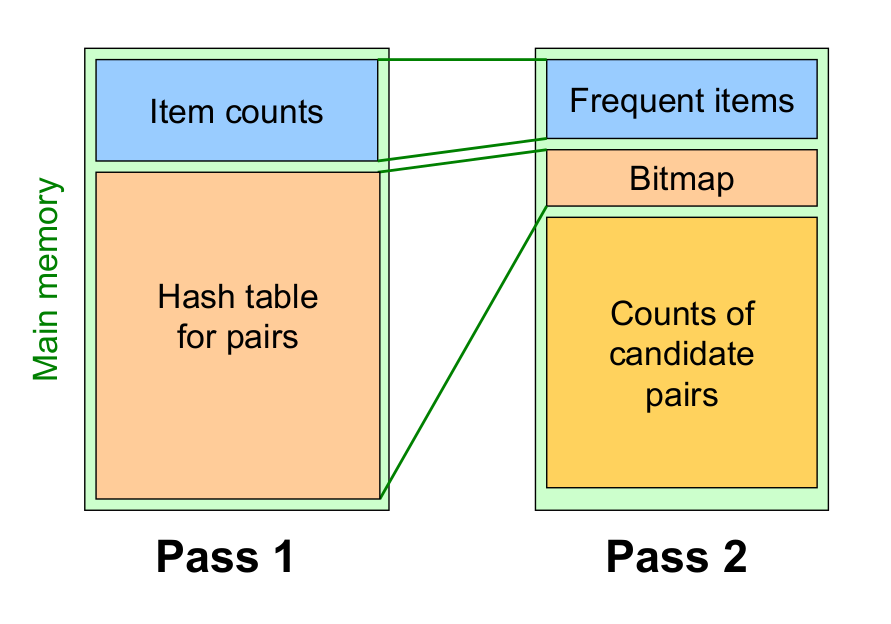 Main memory
Item counts
Hash table
for pairs
Pass 1
Frequent items
Bitmap
Counts of
candidate
pairs
Pass 2